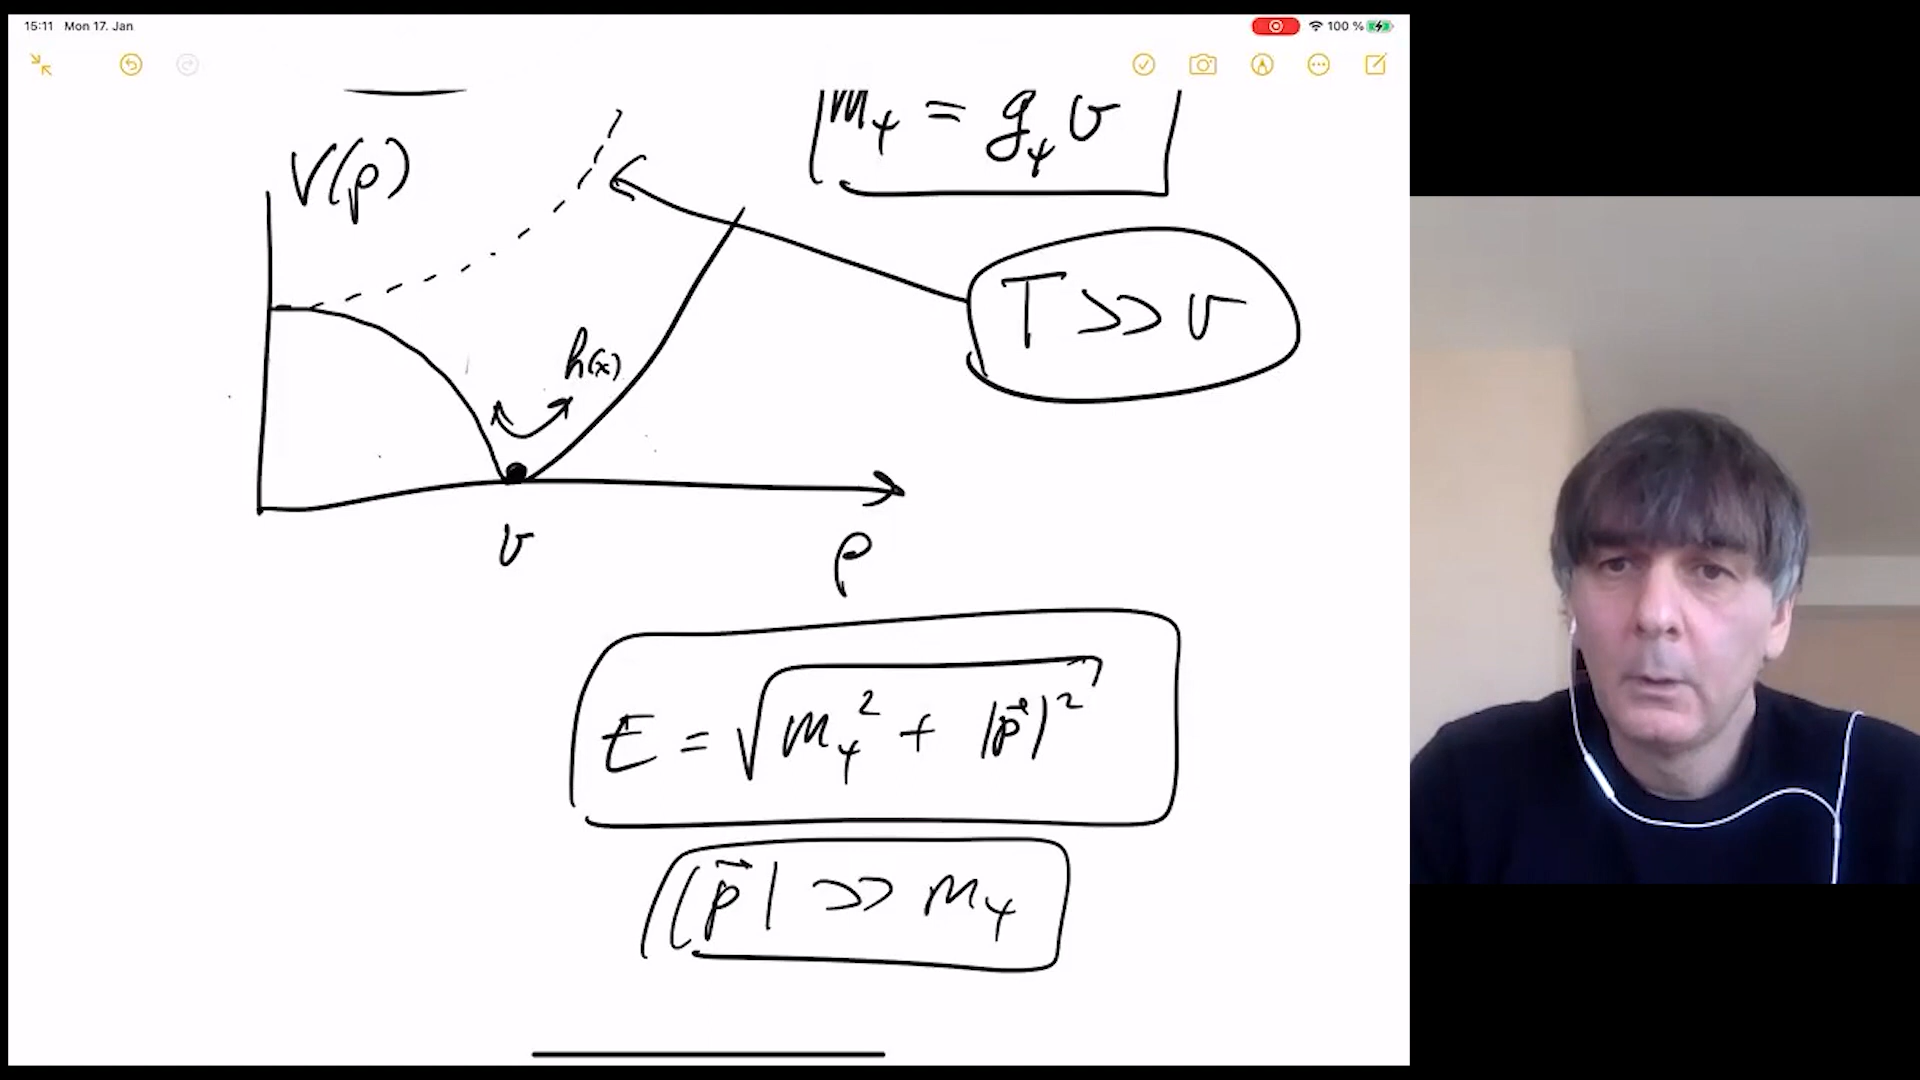 15:11 Mon 17. Jan
100 %
m_ψ = g_ψ v
V(ρ)
T >> v
h(x)
v
ρ
E = √(m_ψ² + |p⃗|²)
|p⃗| >> m_ψ